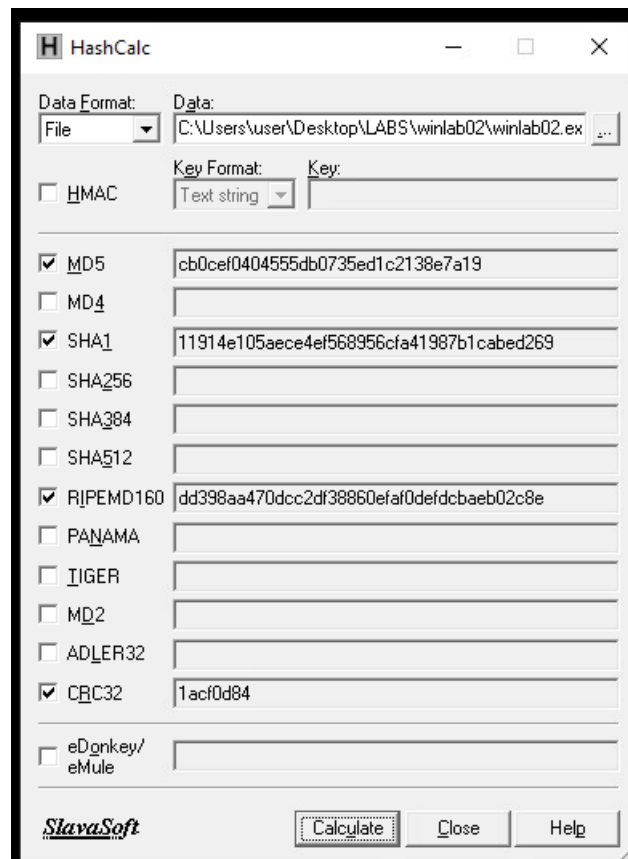 HashCalc
Data Format: Data:
File C:\Users\user\Desktop\LABS\winlab02\winlab02.ex ...
Key Format: Key:
HMAC Text string
MD5 cb0cef0404555db0735ed1c2138e7a19
MD4
SHA1 11914e105aece4ef568956cfa41987b1cabed269
SHA256
SHA384
SHA512
RIPEMD160 dd398aa470dcc2df38860efaf0defdcbaeb02c8e
PANAMA
TIGER
MD2
ADLER32
CRC32 1acf0d84
eDonkey/
eMule
SlavaSoft Calculate Close Help